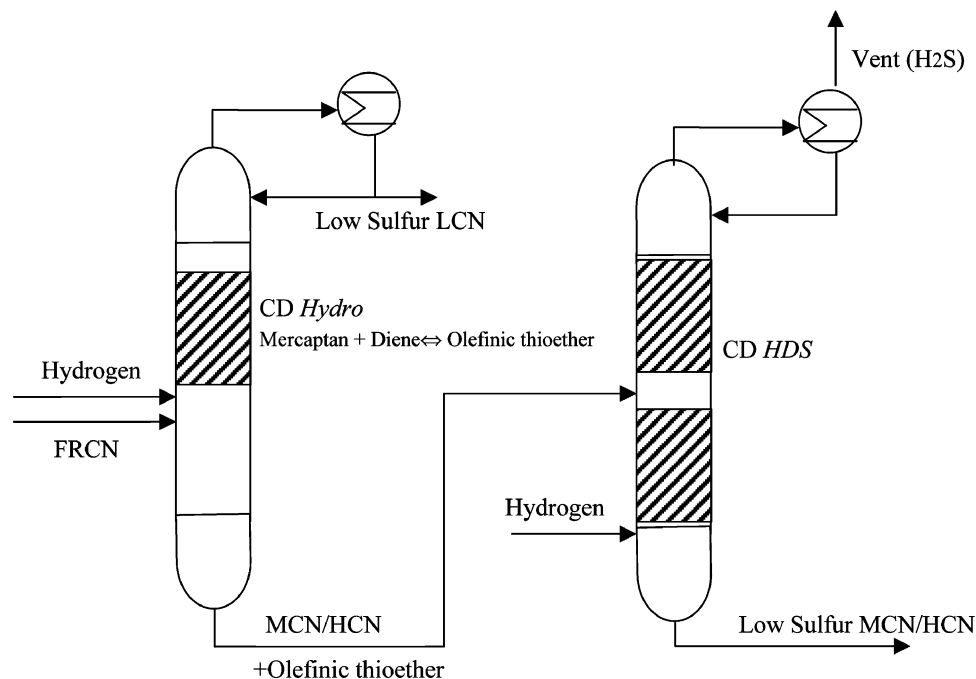 Vent (H2S)
Low Sulfur LCN
CD Hydro
Mercaptan + Diene⇔ Olefinic thioether
CD HDS
Hydrogen
FRCN
Hydrogen
MCN/HCN
+Olefinic thioether
Low Sulfur MCN/HCN